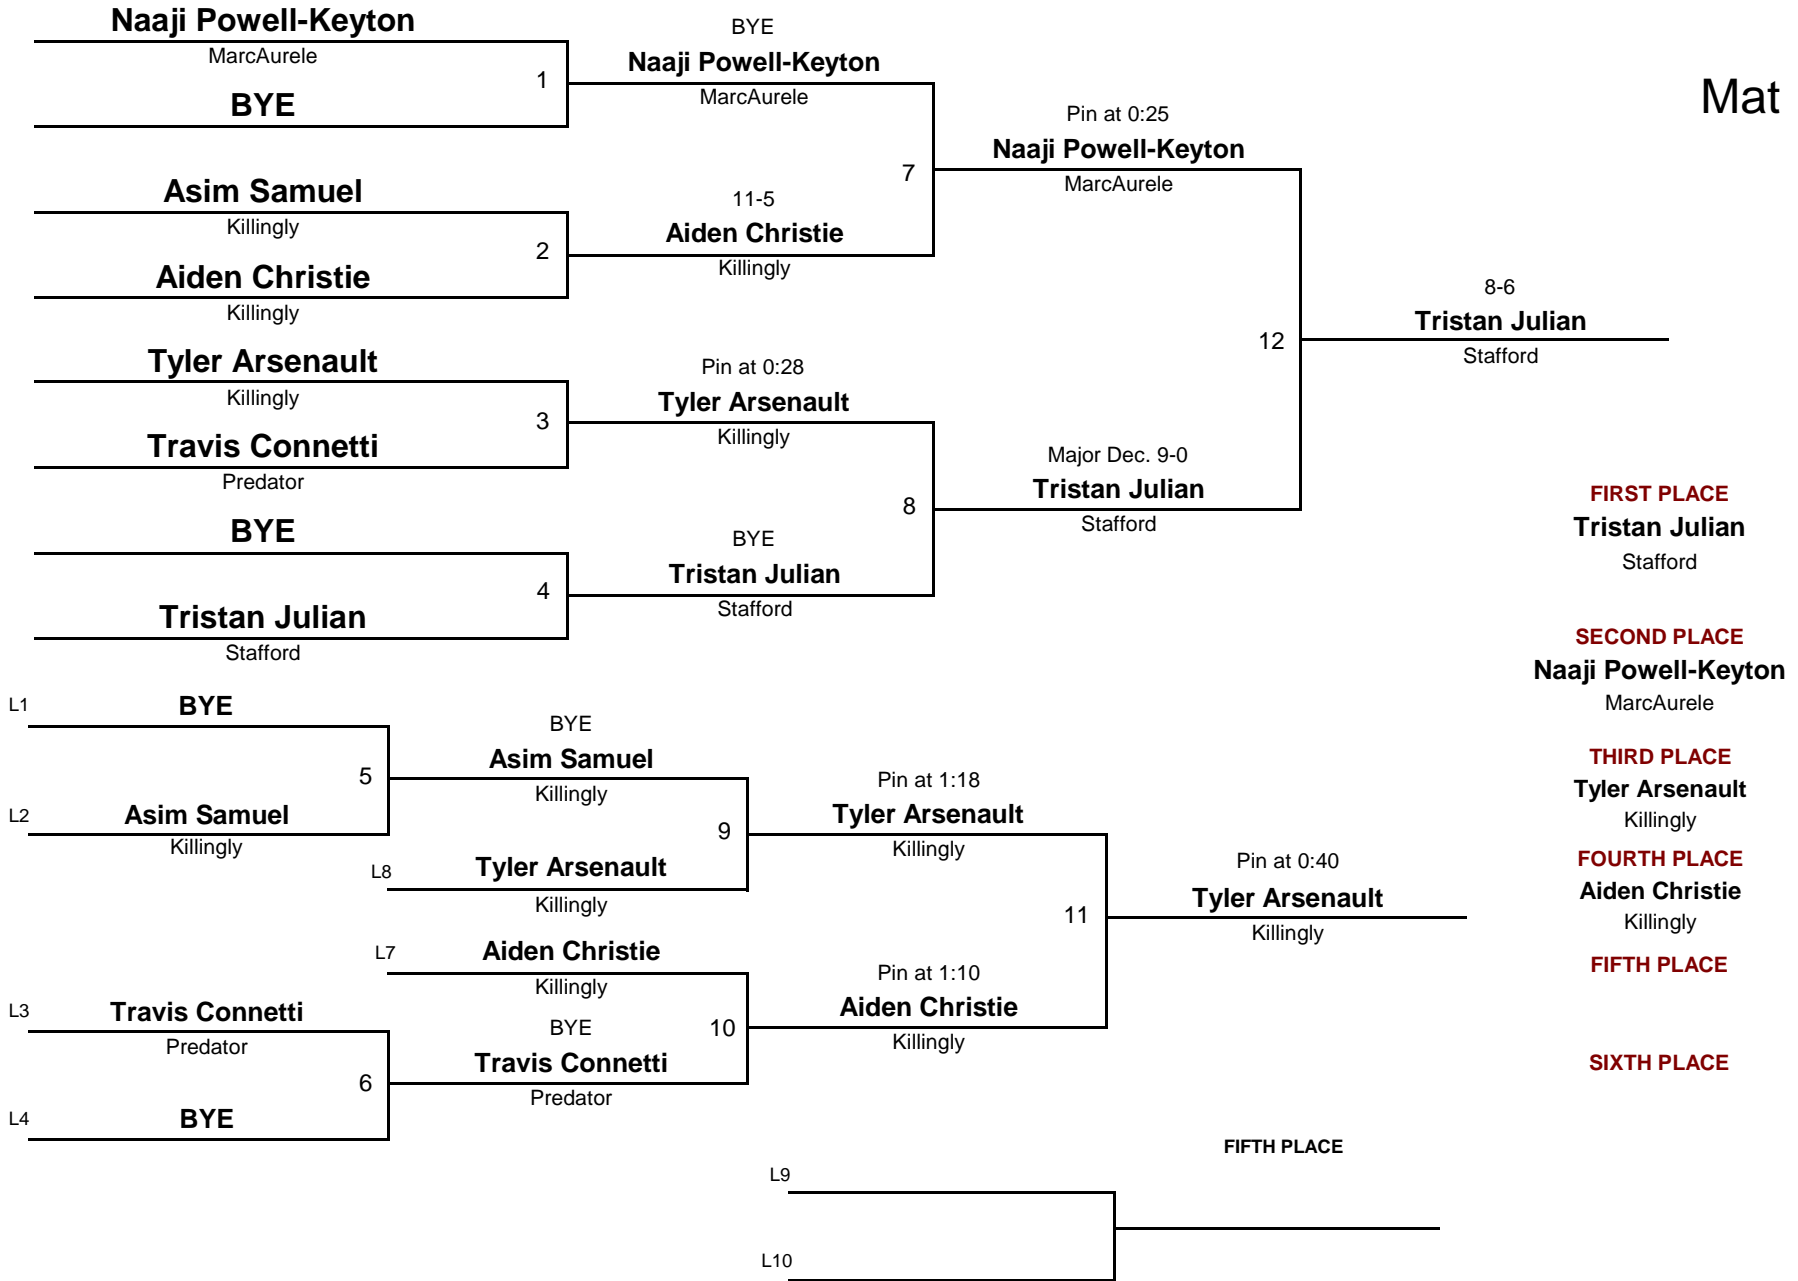 Naaji Powell-Keyton
MarcAurele
1
BYE
BYE
Naaji Powell-Keyton
MarcAurele
Mat
Asim Samuel
Killingly
2
Aiden Christie
Killingly
11-5
Aiden Christie
Killingly
7
Pin at 0:25
Naaji Powell-Keyton
MarcAurele
Tyler Arsenault
Killingly
3
Travis Connetti
Predator
Pin at 0:28
Tyler Arsenault
Killingly
BYE
4
Tristan Julian
Stafford
BYE
Tristan Julian
Stafford
8
Major Dec. 9-0
Tristan Julian
Stafford
12
8-6
Tristan Julian
Stafford
FIRST PLACE
Tristan Julian
Stafford
SECOND PLACE
Naaji Powell-Keyton
MarcAurele
THIRD PLACE
Tyler Arsenault
Killingly
FOURTH PLACE
Aiden Christie
Killingly
FIFTH PLACE
SIXTH PLACE
L1
BYE
5
L2
Asim Samuel
Killingly
BYE
Asim Samuel
Killingly
9
L8
Tyler Arsenault
Killingly
Pin at 1:18
Tyler Arsenault
Killingly
L7
Aiden Christie
Killingly
L3
Travis Connetti
Predator
6
L4
BYE
BYE
Travis Connetti
Predator
10
Pin at 1:10
Aiden Christie
Killingly
11
Pin at 0:40
Tyler Arsenault
Killingly
FIFTH PLACE
L9
L10